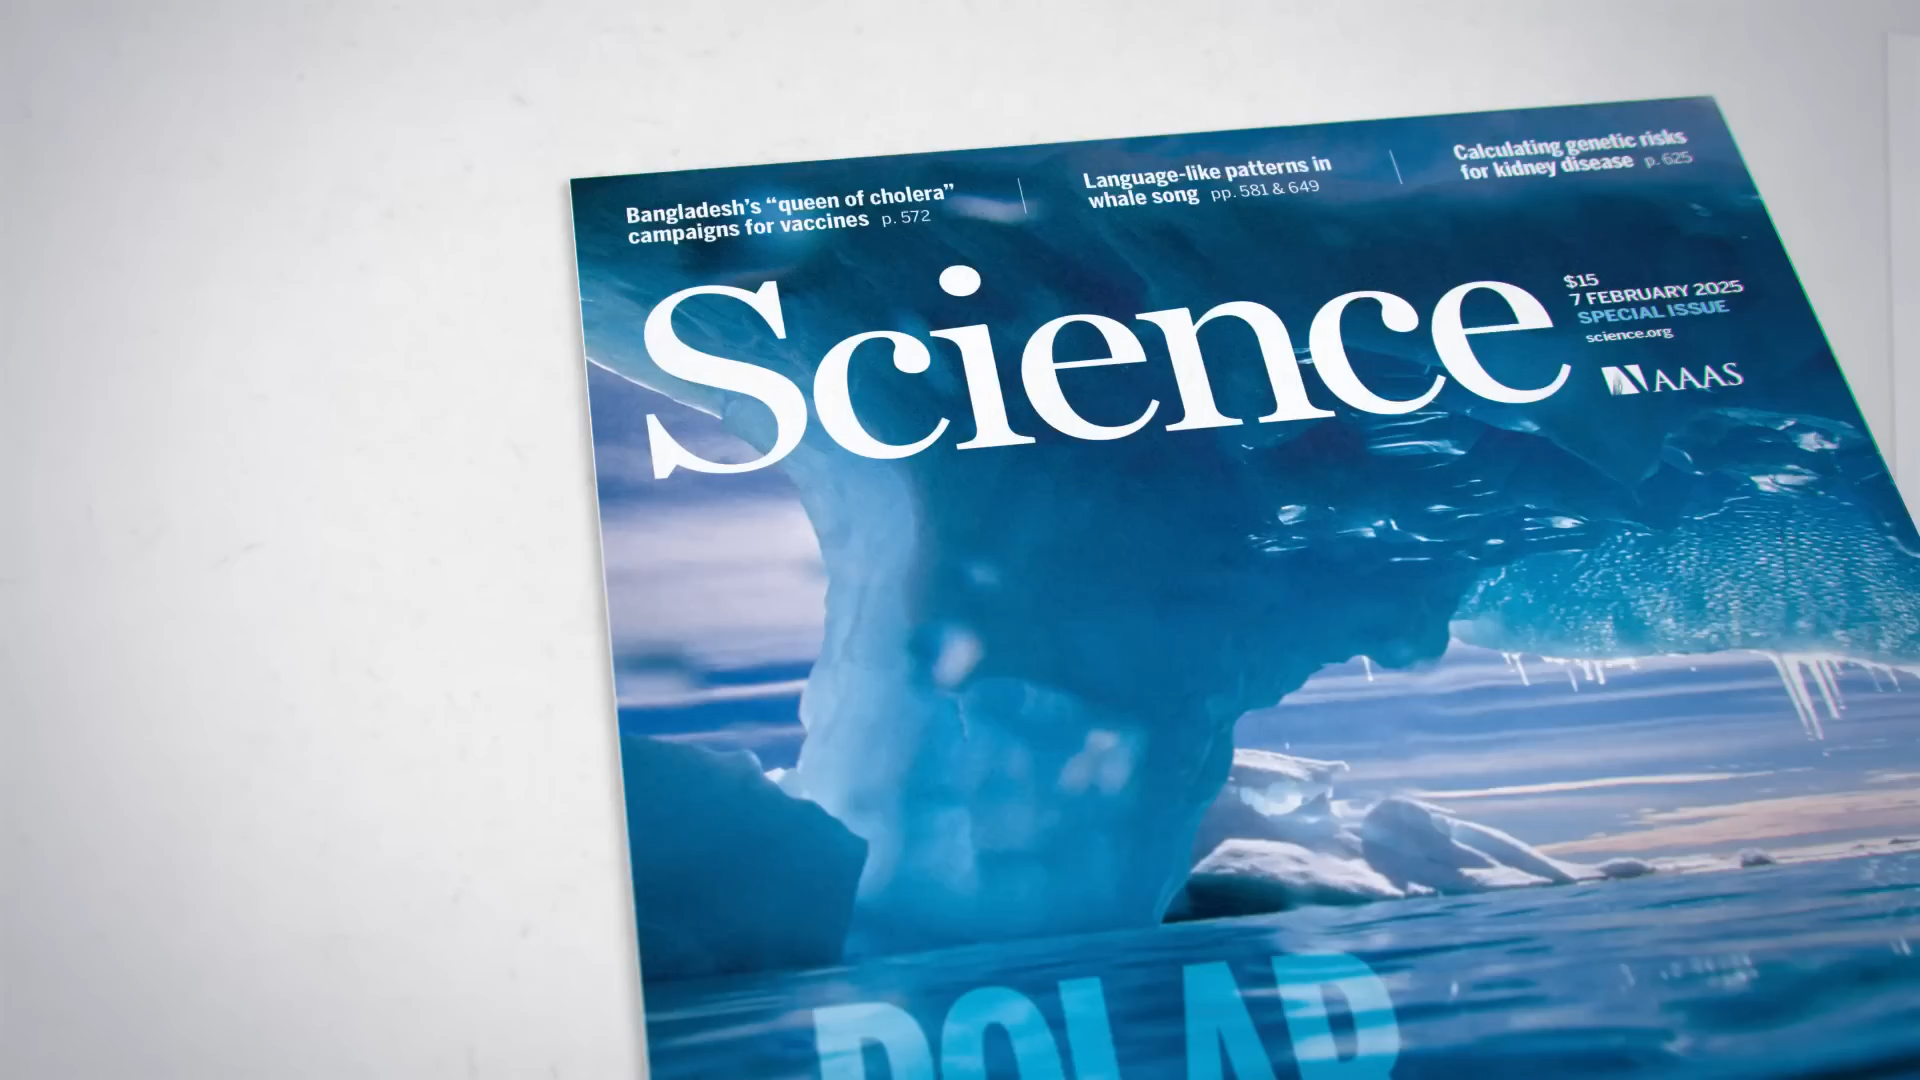 Bangladesh's “queen of cholera”
campaigns for vaccines p. 572
Language-like patterns in
whale song pp. 581 & 649
Calculating genetic risks
for kidney disease p. 625
Science
$15
7 FEBRUARY 2025
SPECIAL ISSUE
science.org
AAAS
POLAR